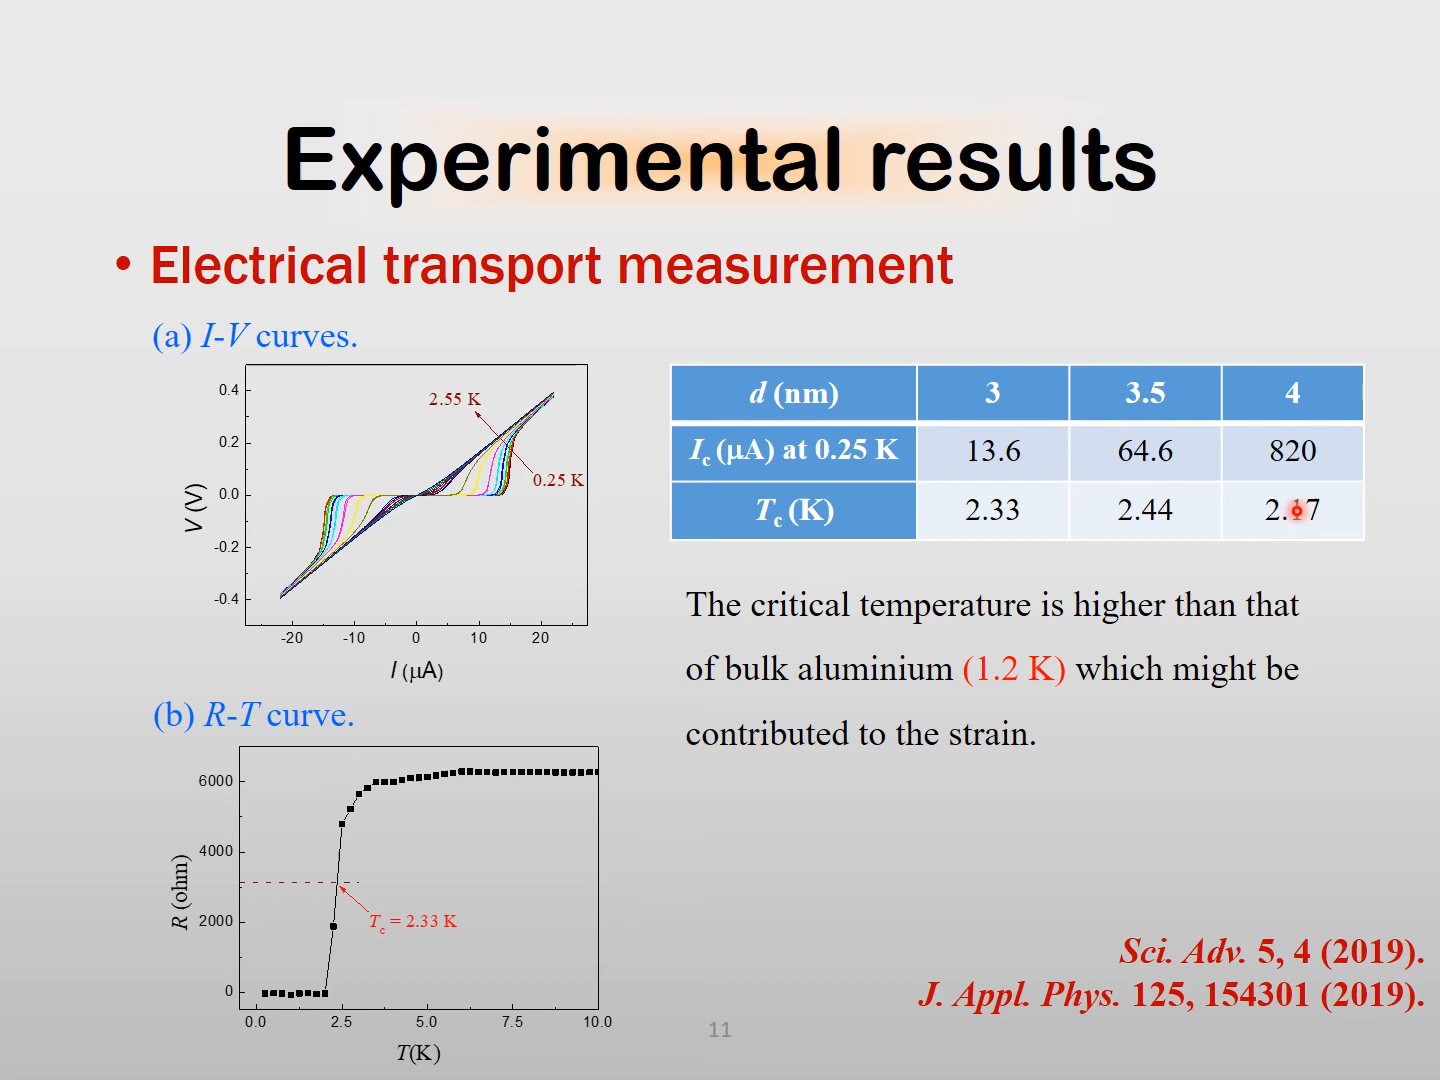 Experimental results
• Electrical transport measurement
(a) I-V curves.
0.4
0.2
0.0
-0.2
-0.4
V (V)
2.55 K
0.25 K
-20 -10 0 10 20
I (μA)
(b) R-T curve.
6000
4000
2000
0
R (ohm)
Tc = 2.33 K
0.0 2.5 5.0 7.5 10.0
T(K)
d (nm) 3 3.5 4
Ic (μA) at 0.25 K 13.6 64.6 820
Tc (K) 2.33 2.44 2.17
The critical temperature is higher than that
of bulk aluminium (1.2 K) which might be
contributed to the strain.
Sci. Adv. 5, 4 (2019).
J. Appl. Phys. 125, 154301 (2019).
11